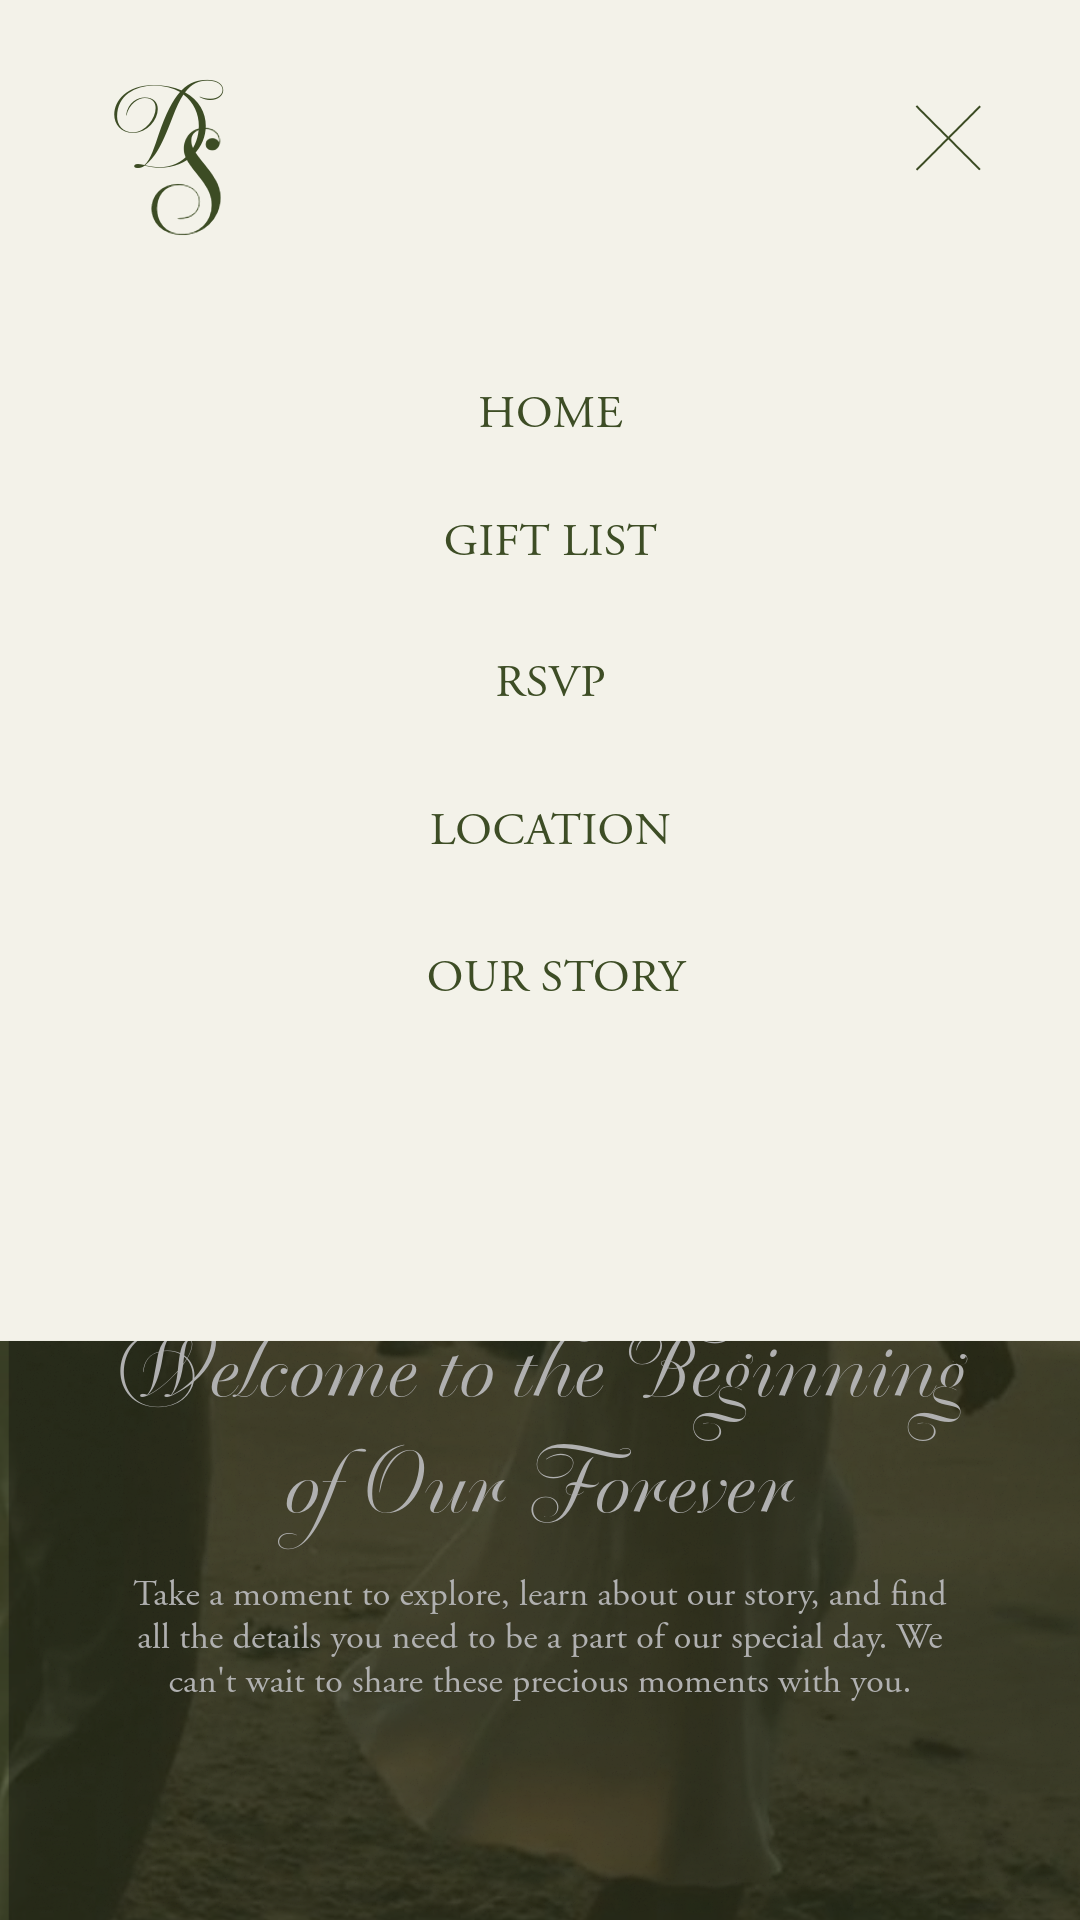 DS
HOME
GIFT LIST
RSVP
LOCATION
OUR STORY
Welcome to the Beginning
of Our Forever
Take a moment to explore, learn about our story, and find
all the details you need to be a part of our special day. We
can't wait to share these precious moments with you.